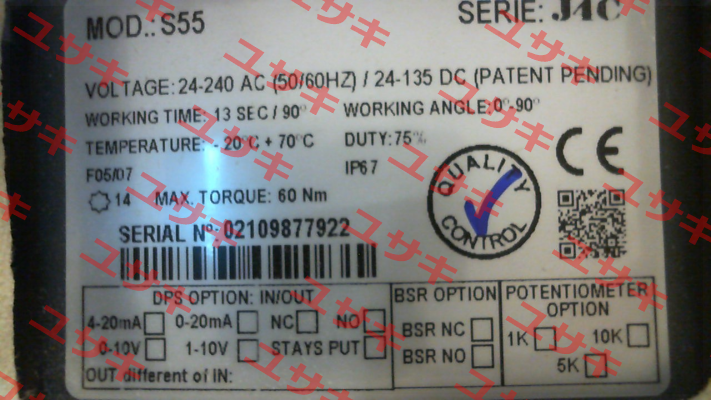 MOD.: S55 SERIE: J4C
VOLTAGE: 24-240 AC (50/60HZ) / 24-135 DC (PATENT PENDING)
WORKING TIME: 13 SEC / 90° WORKING ANGLE: 0°-90°
TEMPERATURE: - 20°C + 70°C DUTY: 75%
F05/07 IP67
14 MAX. TORQUE: 60 Nm
QUALITY CONTROL
CE
SERIAL Nº: 02109877922
DPS OPTION: IN/OUT
4-20mA 0-20mA NC NO
0-10V 1-10V STAYS PUT
OUT different of IN:
BSR OPTION
BSR NC
BSR NO
POTENTIOMETER
OPTION
1K 10K
5K
ユサキ